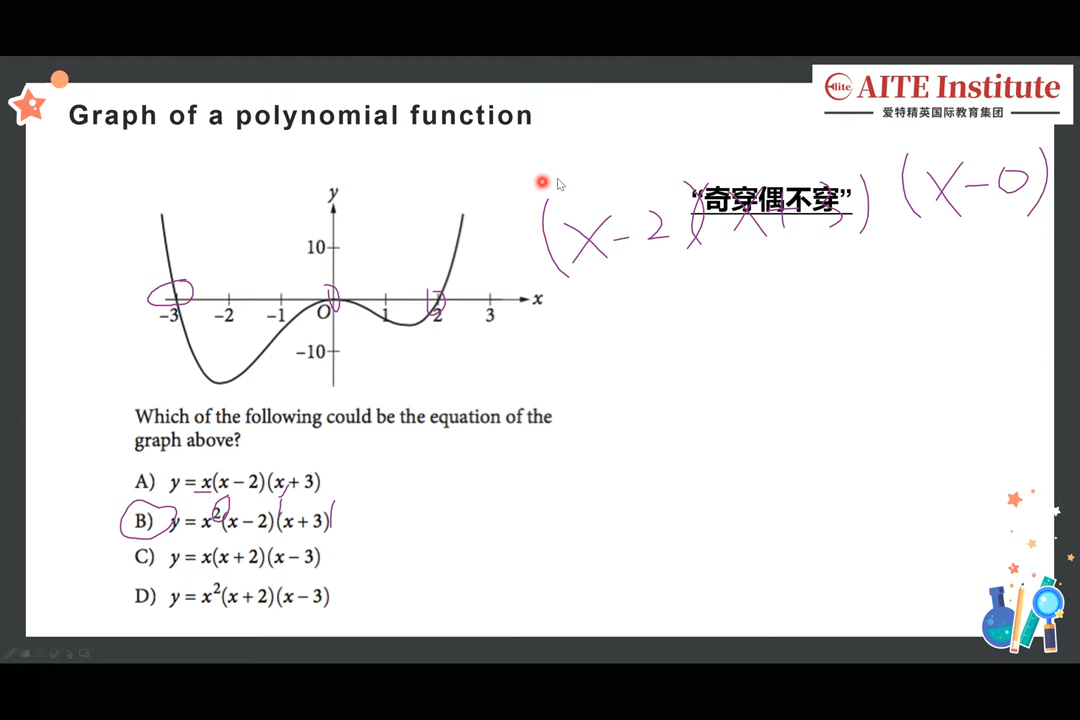 elite AITE Institute
爱特精英国际教育集团
Graph of a polynomial function
“奇穿偶不穿”
(x-2)(x+3)(x-0)
y
10
x
-3 -2 -1 O 1 2 3
-10
Which of the following could be the equation of the
graph above?
A) y = x(x − 2)(x + 3)
B) y = x²(x − 2)(x + 3)
C) y = x(x + 2)(x − 3)
D) y = x²(x + 2)(x − 3)